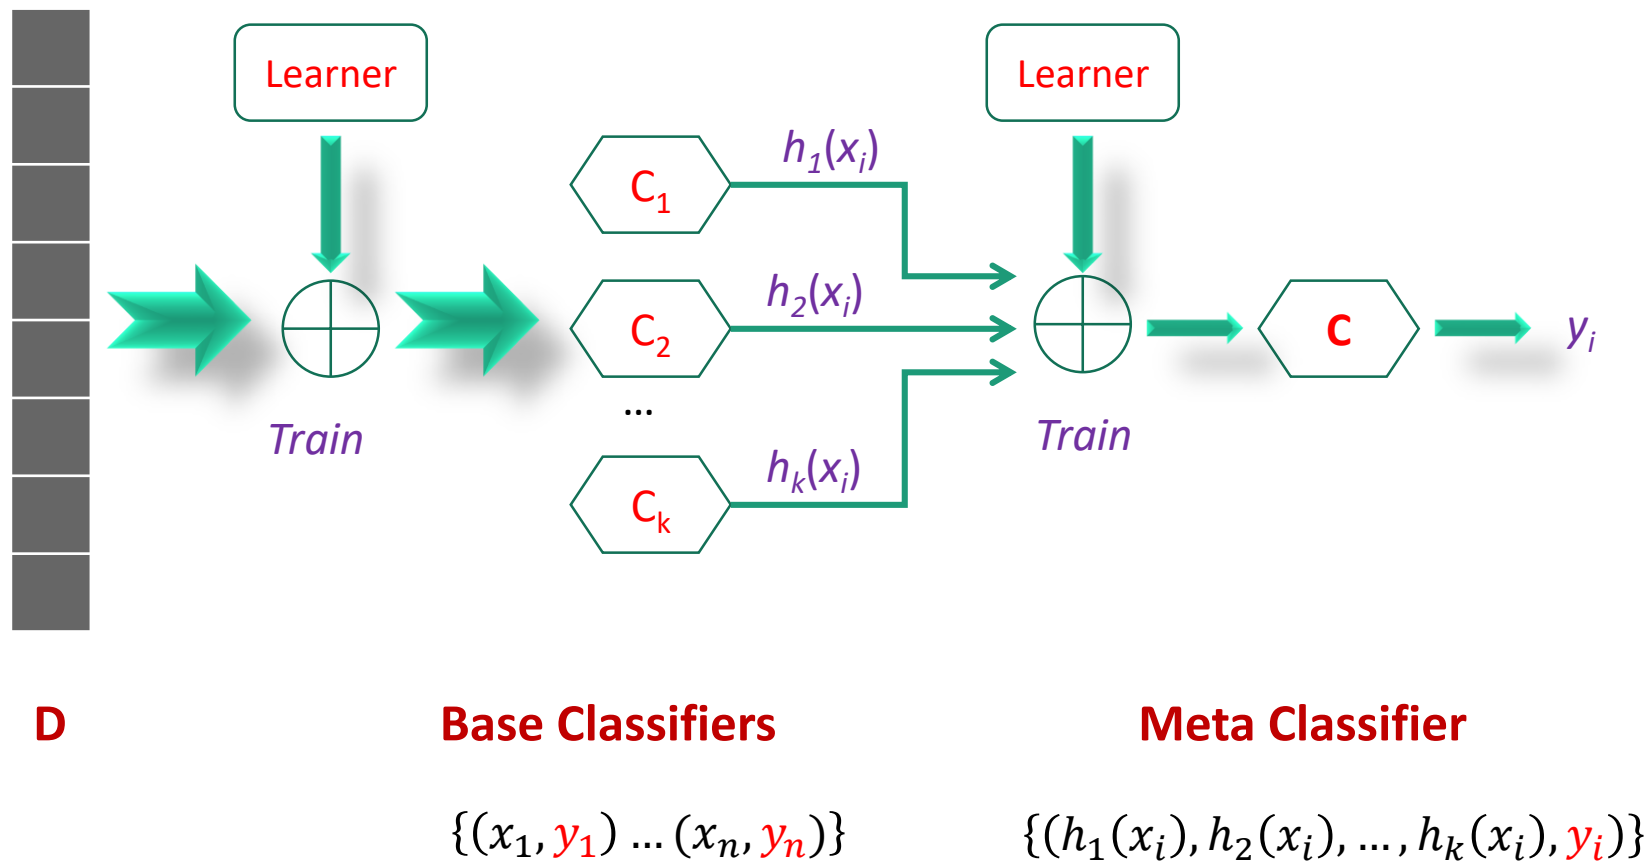 Learner
Learner
C₁
h₁(xᵢ)
C₂
h₂(xᵢ)
...
Cₖ
hₖ(xᵢ)
Train
Train
C
yᵢ
D
Base Classifiers
Meta Classifier
{(x₁, y₁) … (xₙ, yₙ)}
{(h₁(xᵢ), h₂(xᵢ), … , hₖ(xᵢ), yᵢ)}